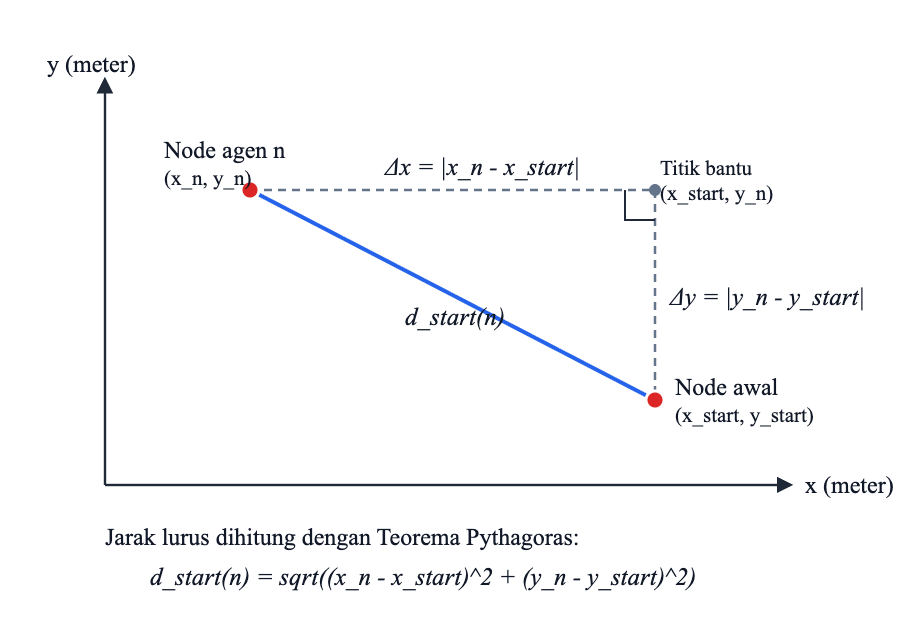 y (meter)
Node agen n
(x_n, y_n)
Δx = |x_n - x_start|
Titik bantu
(x_start, y_n)
Δy = |y_n - y_start|
d_start(n)
Node awal
(x_start, y_start)
x (meter)
Jarak lurus dihitung dengan Teorema Pythagoras:
d_start(n) = sqrt((x_n - x_start)^2 + (y_n - y_start)^2)